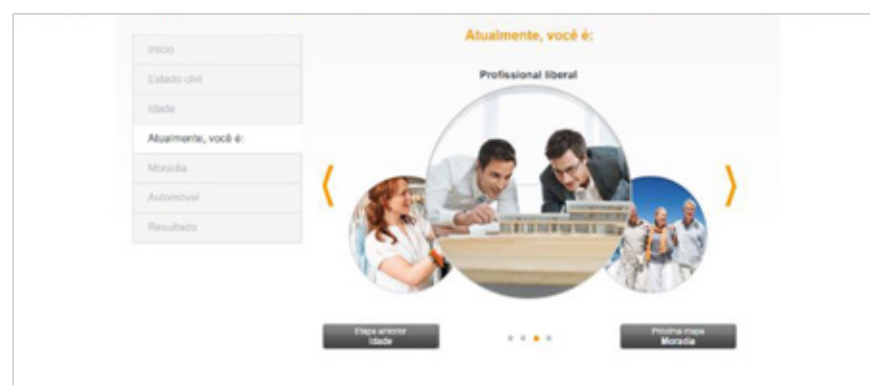 Início
Estado civil
Idade
Atualmente, você é:
Moradia
Automóvel
Resultado
Atualmente, você é:
Profissional liberal
Etapa anterior
Idade
Próxima etapa
Moradia